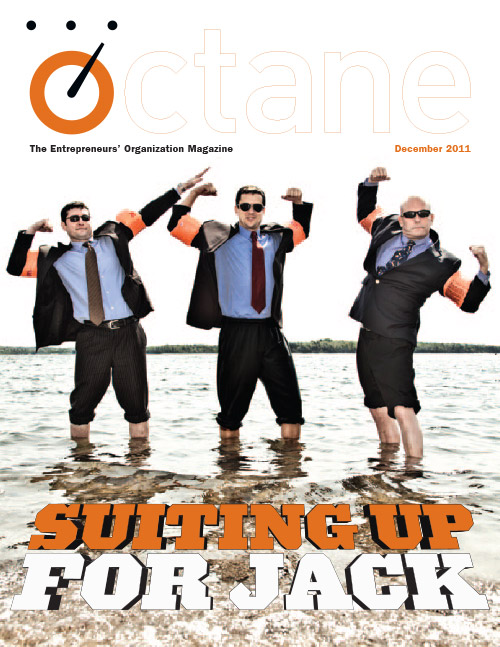 octane
The Entrepreneurs' Organization Magazine
December 2011
SUITING UP
FOR JACK